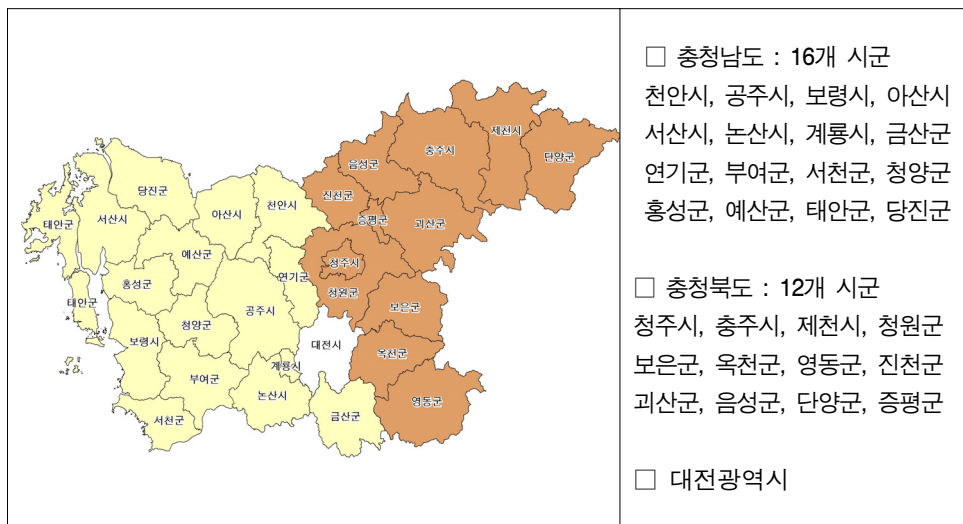 제천시
충주시
단양군
음성군
진천군
당진군
천안시
아산시
증평군
괴산군
태안군
서산시
예산군
청주시
연기군
홍성군
청원군
보은군
태안군
청양군
공주시
보령시
대전시
옥천군
계룡시
부여군
논산시
영동군
서천군
금산군
□ 충청남도 : 16개 시군
천안시, 공주시, 보령시, 아산시
서산시, 논산시, 계룡시, 금산군
연기군, 부여군, 서천군, 청양군
홍성군, 예산군, 태안군, 당진군
□ 충청북도 : 12개 시군
청주시, 충주시, 제천시, 청원군
보은군, 옥천군, 영동군, 진천군
괴산군, 음성군, 단양군, 증평군
□ 대전광역시